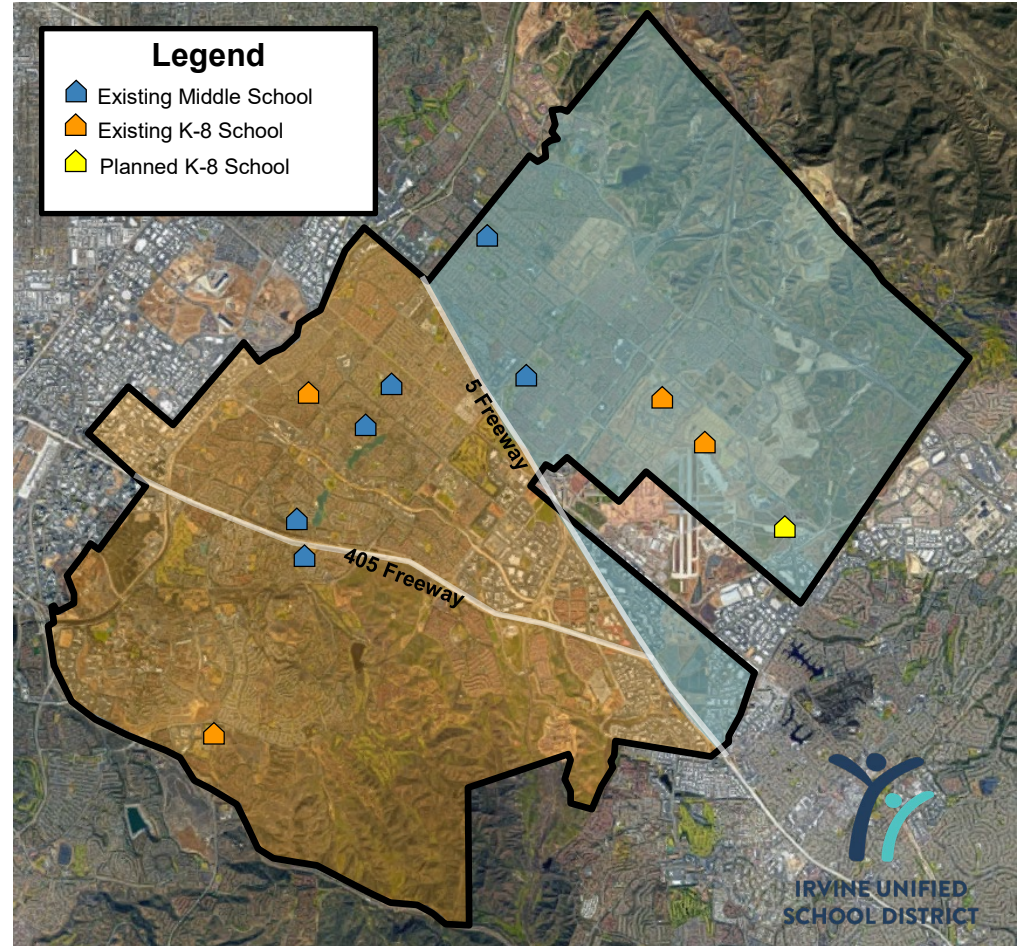 Legend
Existing Middle School
Existing K-8 School
Planned K-8 School
5 Freeway
405 Freeway
IRVINE UNIFIED
SCHOOL DISTRICT